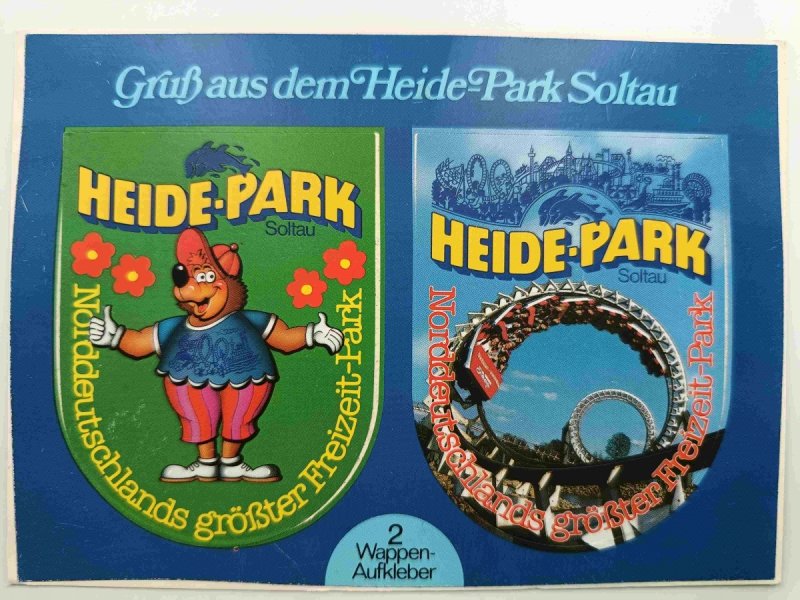 Gruß aus dem Heide-Park Soltau
HEIDE-PARK
Soltau
Norddeutschlands größter Freizeit-Park
HEIDE-PARK
Soltau
Norddeutschlands größter Freizeit-Park
2
Wappen-
Aufkleber